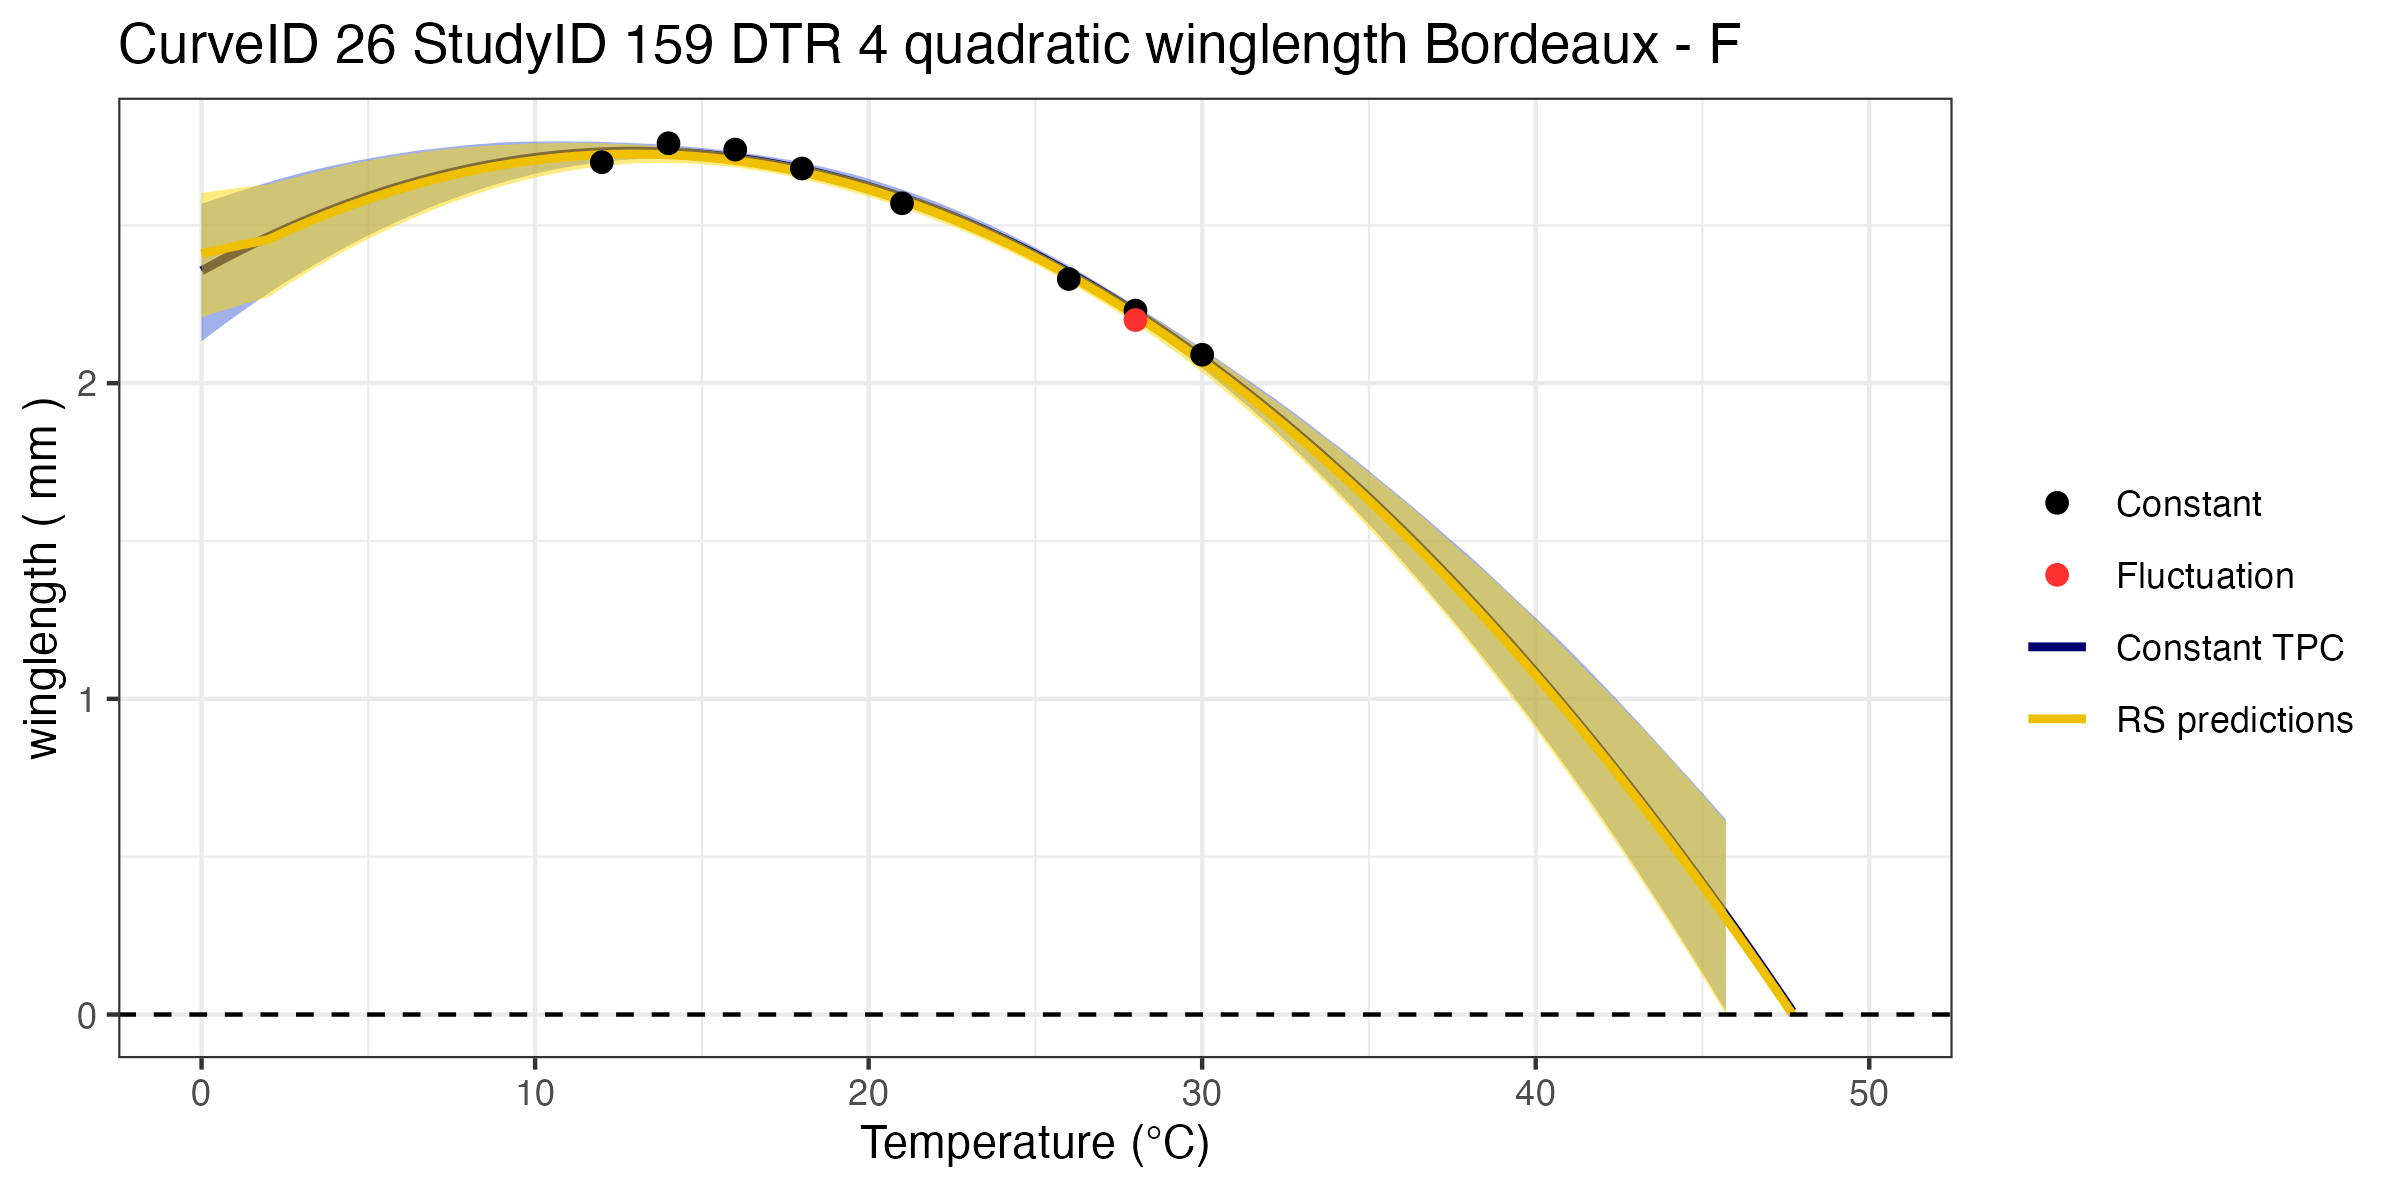 CurveID 26 StudyID 159 DTR 4 quadratic winglength Bordeaux - F
winglength ( mm )
2
1
0
0 10 20 30 40 50
Temperature (°C)
Constant
Fluctuation
Constant TPC
RS predictions